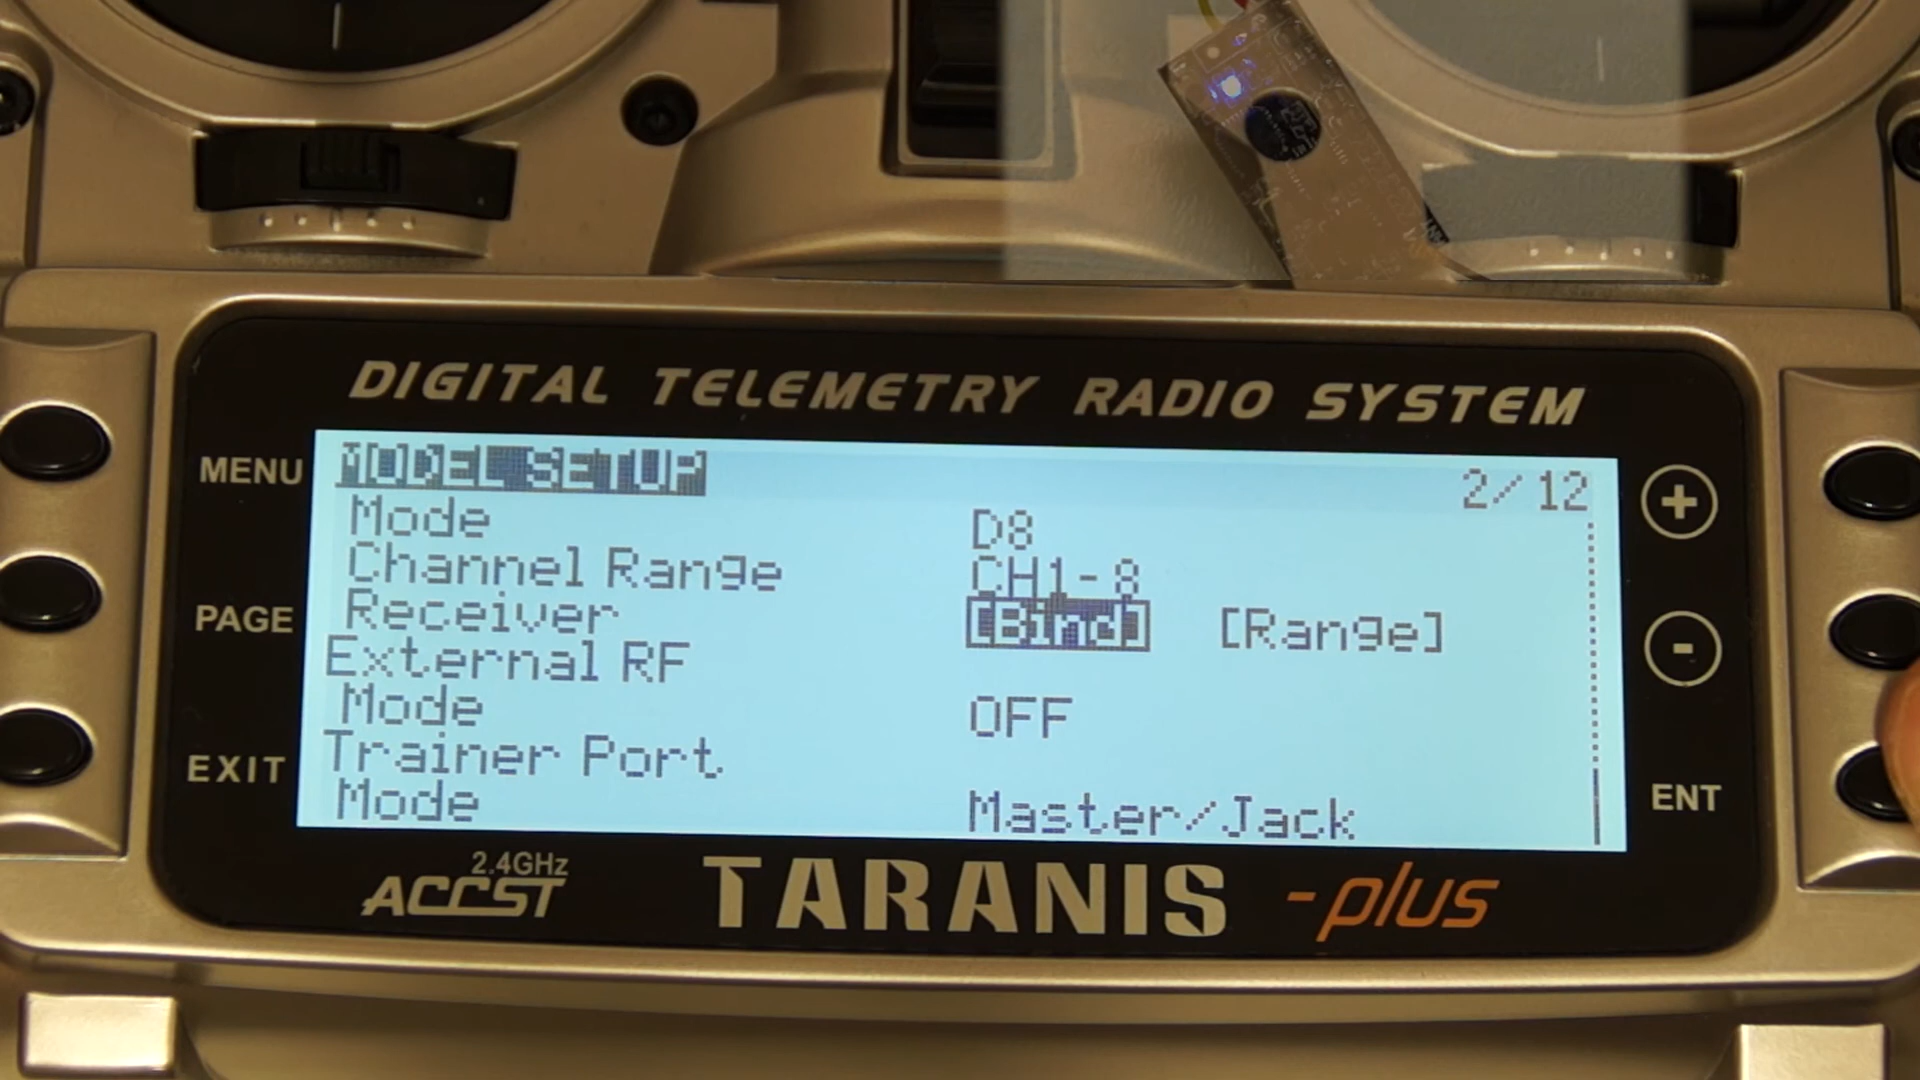 DIGITAL TELEMETRY RADIO SYSTEM
MENU
PAGE
EXIT
MODEL SETUP 2/12
Mode D8
Channel Range CH1-8
Receiver [Bind] [Range]
External RF
Mode OFF
Trainer Port
Mode Master/Jack
+
-
ENT
2.4GHz
ACCST
TARANIS -plus